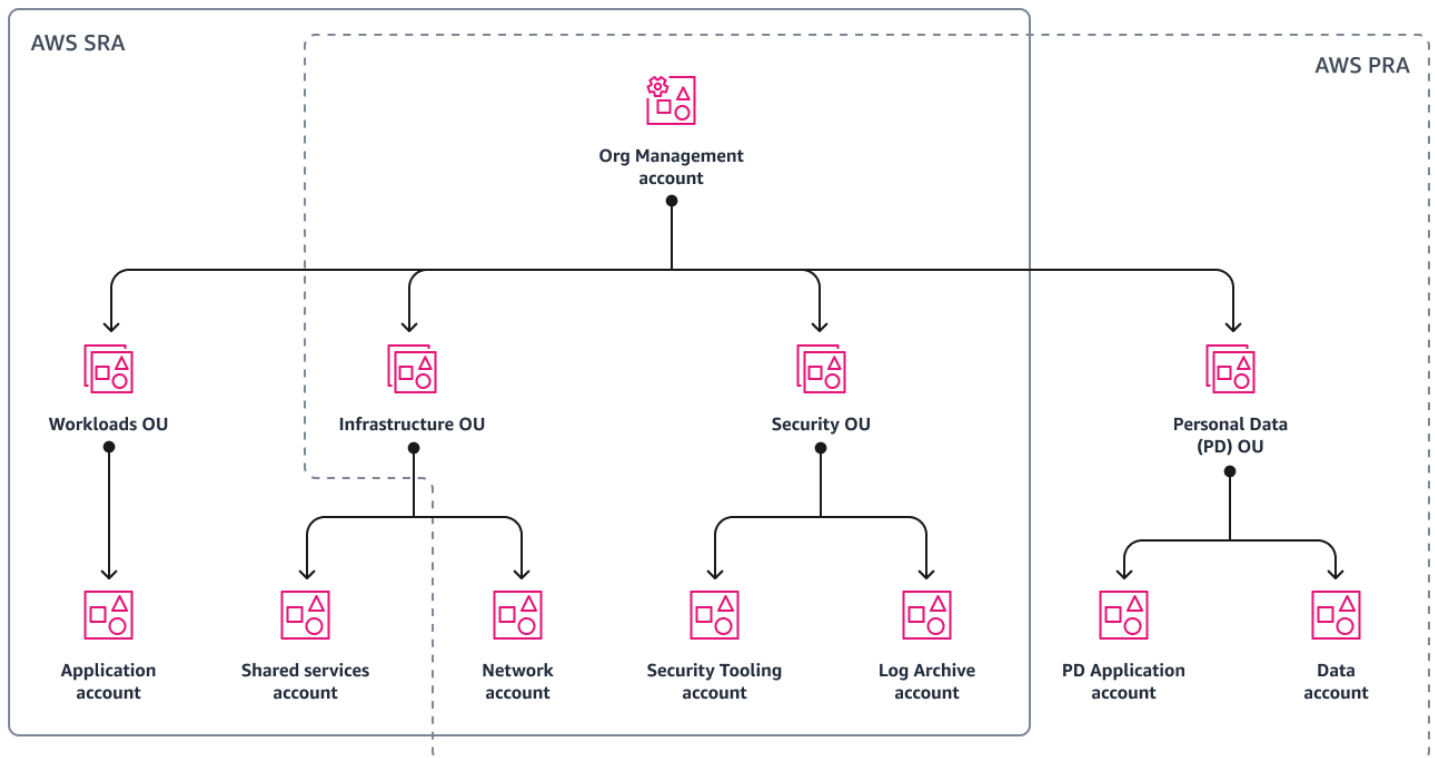 AWS SRA
AWS PRA
Org Management
account
Workloads OU
Infrastructure OU
Security OU
Personal Data
(PD) OU
Application
account
Shared services
account
Network
account
Security Tooling
account
Log Archive
account
PD Application
account
Data
account